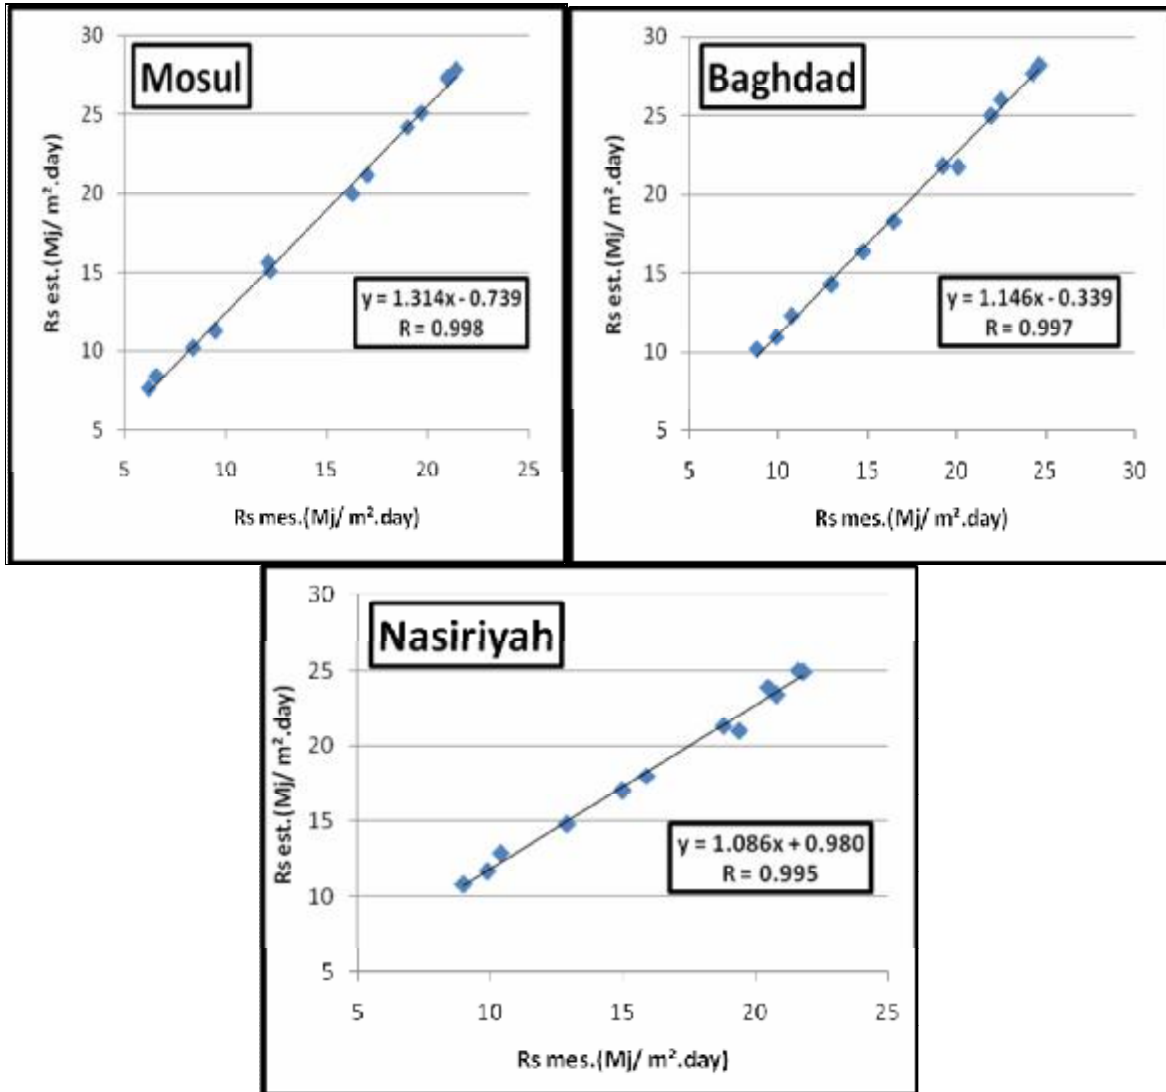 Mosul
Rs est.(Mj/ m².day)
30
25
20
15
10
5
y = 1.314x - 0.739
R = 0.998
5 10 15 20 25
Rs mes.(Mj/ m².day)
Baghdad
Rs est.(Mj/ m².day)
30
25
20
15
10
5
y = 1.146x - 0.339
R = 0.997
5 10 15 20 25 30
Rs mes.(Mj/ m².day)
Nasiriyah
Rs est.(Mj/ m².day)
30
25
20
15
10
5
y = 1.086x + 0.980
R = 0.995
5 10 15 20 25
Rs mes.(Mj/ m².day)